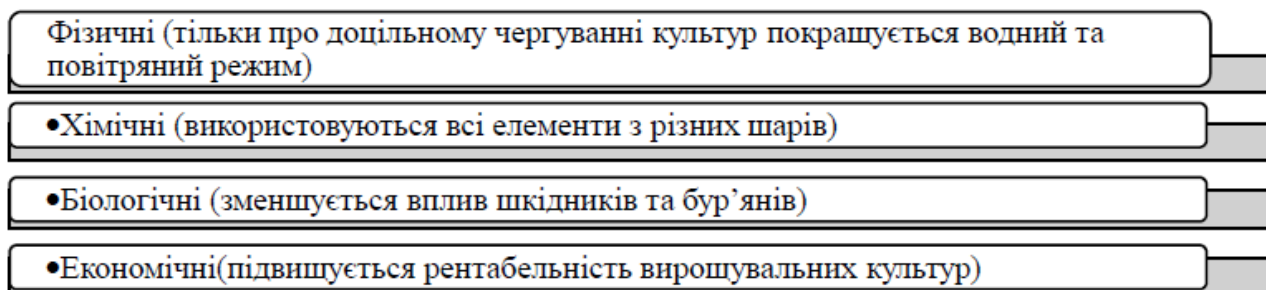 Фізичні (тільки про доцільному чергуванні культур покращується водний та
повітряний режим)
•Хімічні (використовуються всі елементи з різних шарів)
•Біологічні (зменшується вплив шкідників та бур’янів)
•Економічні(підвищується рентабельність вирощувальних культур)